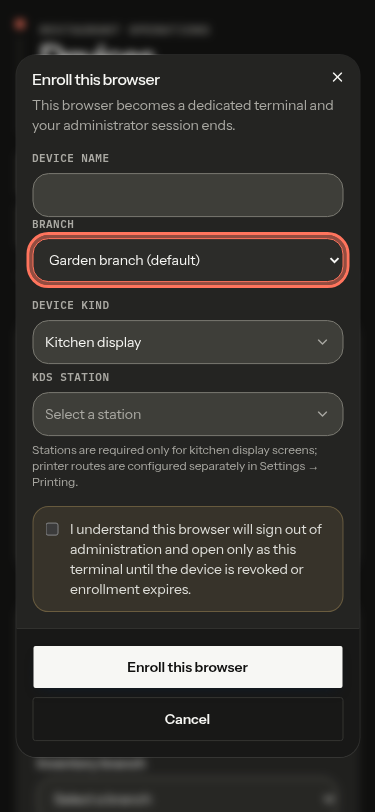 Enroll this browser
This browser becomes a dedicated terminal and
your administrator session ends.
DEVICE NAME
BRANCH
Garden branch (default)
DEVICE KIND
Kitchen display
KDS STATION
Select a station
Stations are required only for kitchen display screens;
printer routes are configured separately in Settings →
Printing.
I understand this browser will sign out of
administration and open only as this
terminal until the device is revoked or
enrollment expires.
Enroll this browser
Cancel